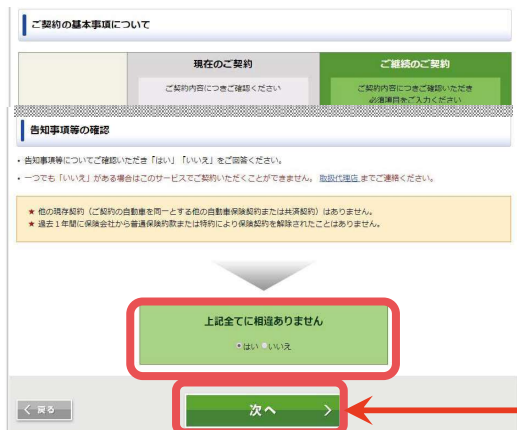 ご契約の基本事項について
現在のご契約
ご継続のご契約
ご契約内容につきご確認ください
ご契約内容につきご確認いただき
必須項目をご入力ください
告知事項等の確認
・ 告知事項等についてご確認いただき「はい」「いいえ」をご回答ください。
・ 一つでも「いいえ」がある場合はこのサービスでご契約いただくことができません。 取扱代理店 までご連絡ください。
★ 他の現存契約（ご契約の自動車を同一とする他の自動車保険契約または共済契約）はありません。
★ 過去１年間に保険会社から普通保険約款または特約により保険契約を解除されたことはありません。
上記全てに相違ありません
はい いいえ
< 戻る
次へ >